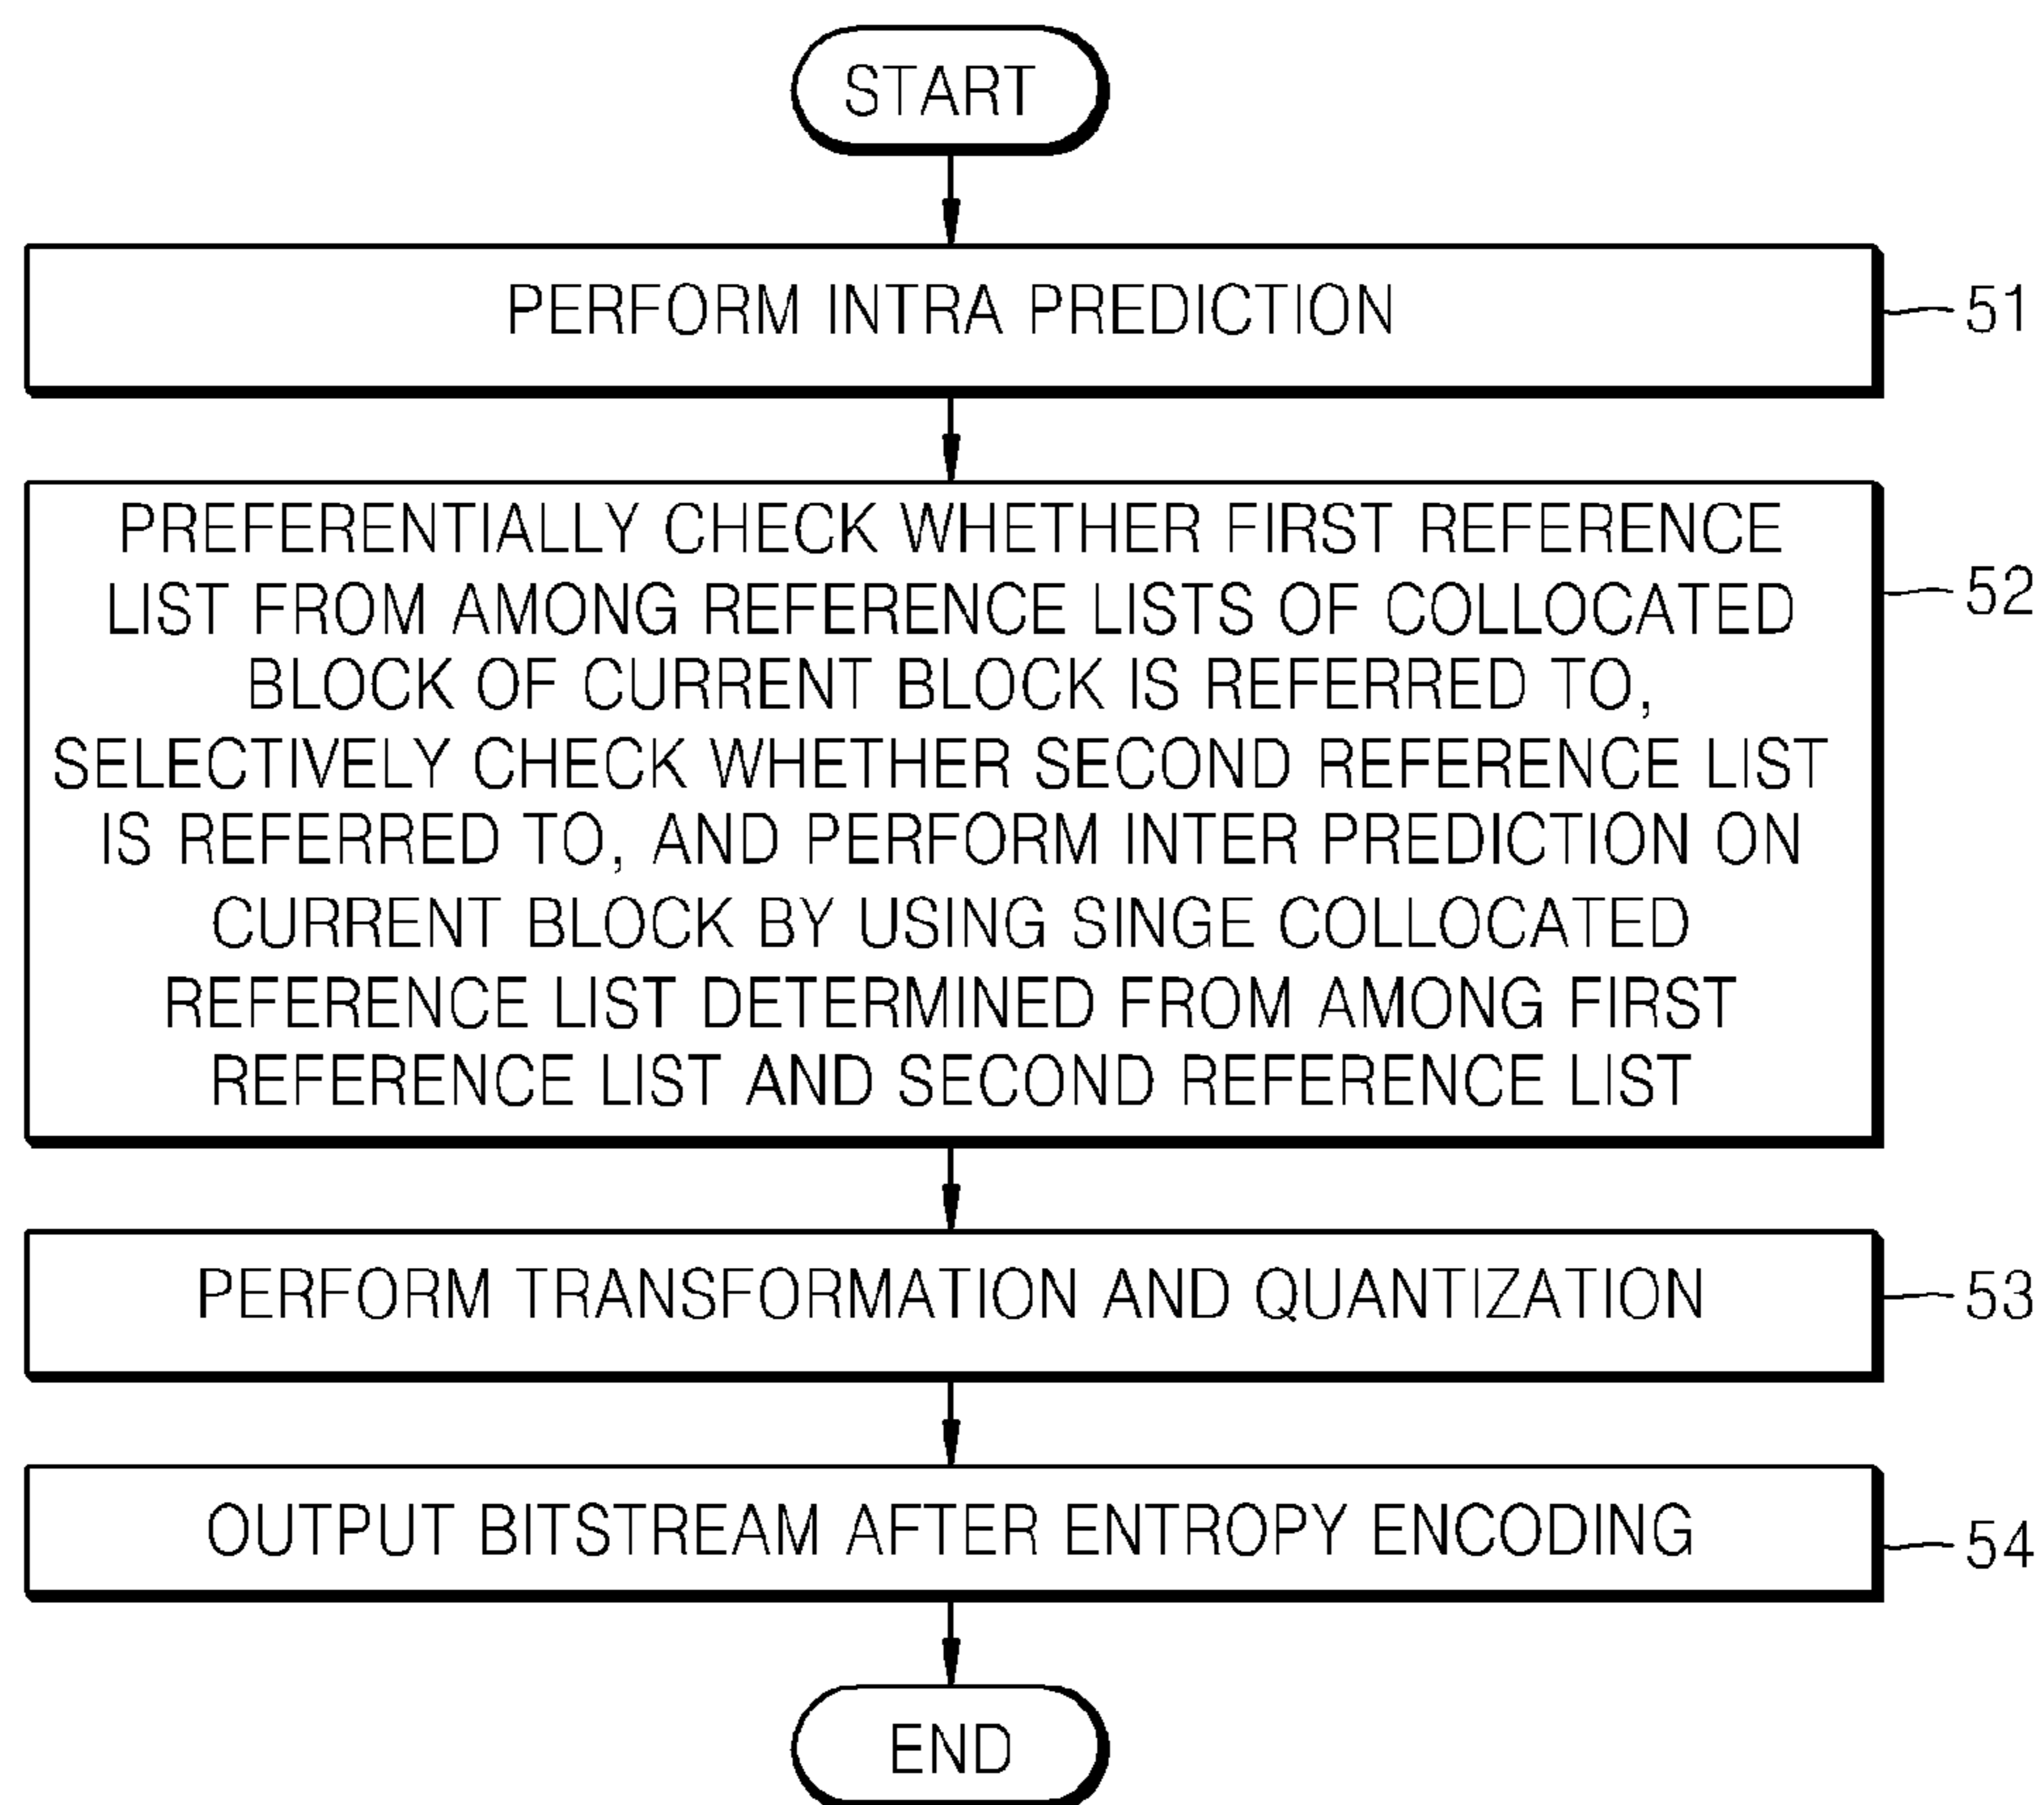 START
PERFORM INTRA PREDICTION
51
PREFERENTIALLY CHECK WHETHER FIRST REFERENCE
LIST FROM AMONG REFERENCE LISTS OF COLLOCATED
BLOCK OF CURRENT BLOCK IS REFERRED TO,
SELECTIVELY CHECK WHETHER SECOND REFERENCE LIST
IS REFERRED TO, AND PERFORM INTER PREDICTION ON
CURRENT BLOCK BY USING SINGE COLLOCATED
REFERENCE LIST DETERMINED FROM AMONG FIRST
REFERENCE LIST AND SECOND REFERENCE LIST
52
PERFORM TRANSFORMATION AND QUANTIZATION
53
OUTPUT BITSTREAM AFTER ENTROPY ENCODING
54
END